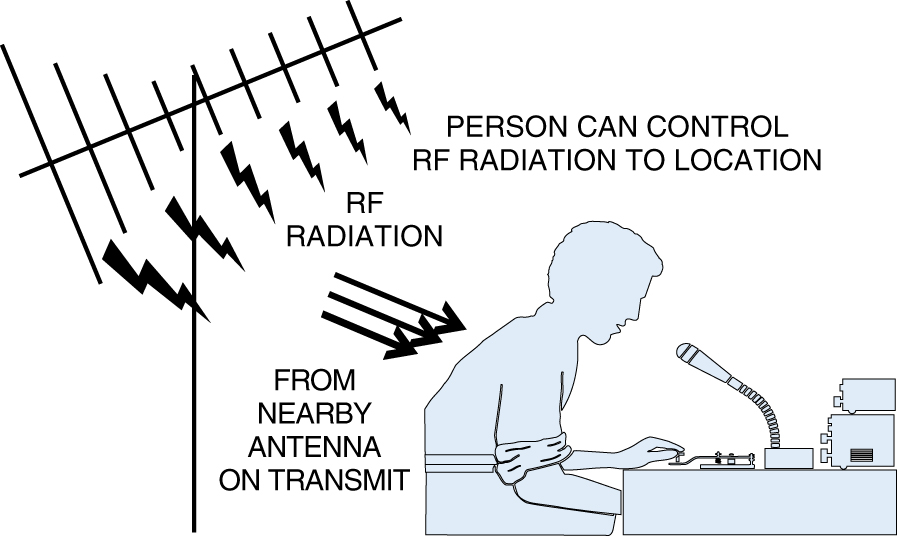 PERSON CAN CONTROL
RF RADIATION TO LOCATION
RF
RADIATION
FROM
NEARBY
ANTENNA
ON TRANSMIT